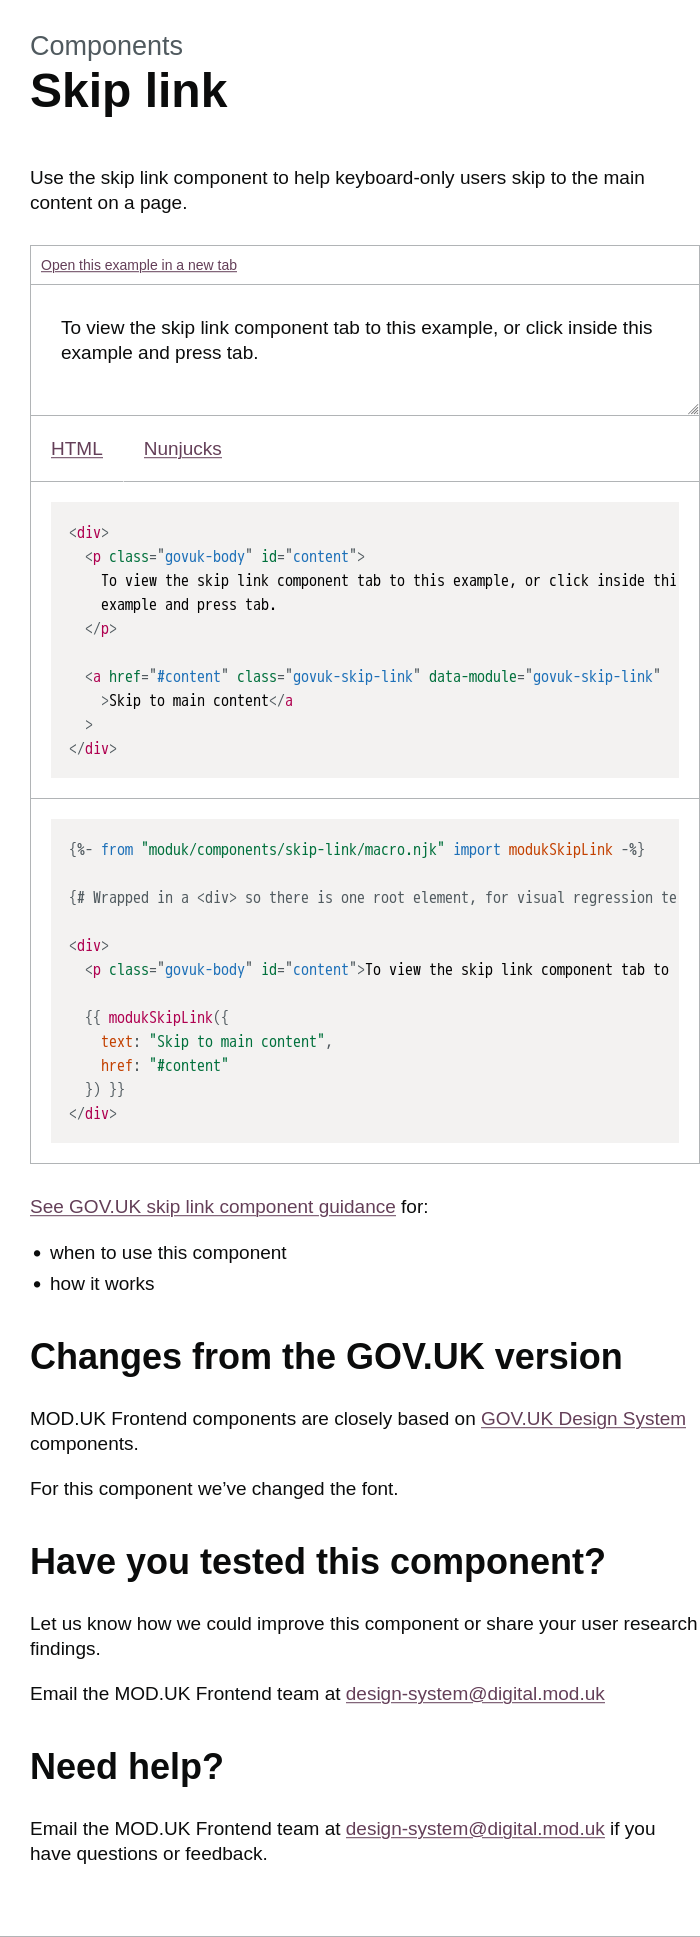 Components
Skip link
Use the skip link component to help keyboard-only users skip to the main
content on a page.
Open this example in a new tab
To view the skip link component tab to this example, or click inside this
example and press tab.
HTML Nunjucks
<div>
  <p class="govuk-body" id="content">
    To view the skip link component tab to this example, or click inside thi
    example and press tab.
  </p>
  <a href="#content" class="govuk-skip-link" data-module="govuk-skip-link"
    >Skip to main content</a
  >
</div>
{%- from "moduk/components/skip-link/macro.njk" import modukSkipLink -%}
{# Wrapped in a <div> so there is one root element, for visual regression te
<div>
  <p class="govuk-body" id="content">To view the skip link component tab to
  {{ modukSkipLink({
    text: "Skip to main content",
    href: "#content"
  }) }}
</div>
See GOV.UK skip link component guidance for:
• when to use this component
• how it works
Changes from the GOV.UK version
MOD.UK Frontend components are closely based on GOV.UK Design System
components.
For this component we’ve changed the font.
Have you tested this component?
Let us know how we could improve this component or share your user research
findings.
Email the MOD.UK Frontend team at design-system@digital.mod.uk
Need help?
Email the MOD.UK Frontend team at design-system@digital.mod.uk if you
have questions or feedback.